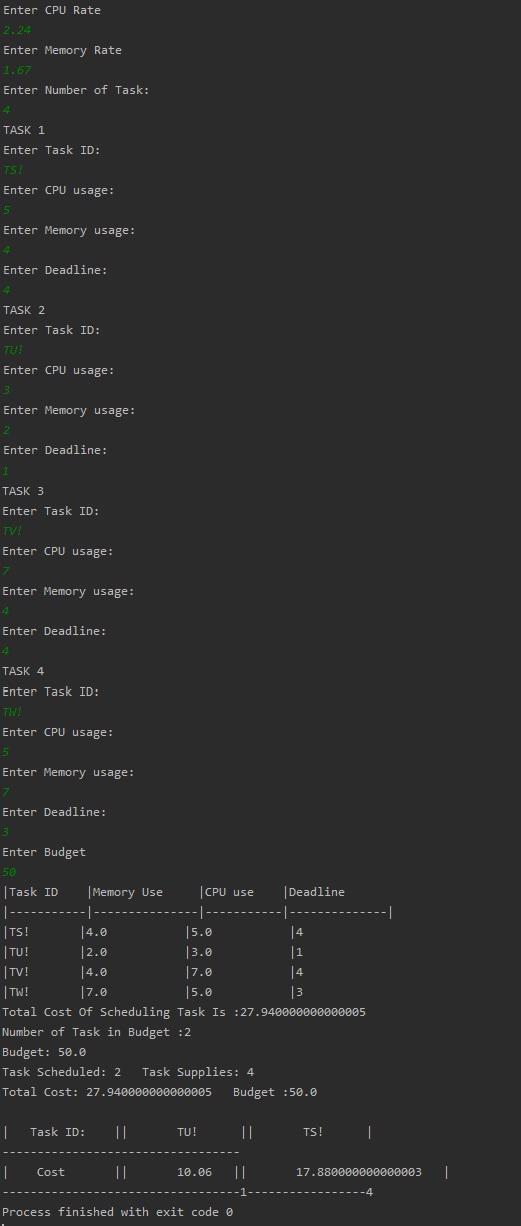 Enter CPU Rate
2.24
Enter Memory Rate
1.67
Enter Number of Task:
4
TASK 1
Enter Task ID:
TS!
Enter CPU usage:
5
Enter Memory usage:
4
Enter Deadline:
4
TASK 2
Enter Task ID:
TU!
Enter CPU usage:
3
Enter Memory usage:
2
Enter Deadline:
1
TASK 3
Enter Task ID:
TV!
Enter CPU usage:
7
Enter Memory usage:
4
Enter Deadline:
4
TASK 4
Enter Task ID:
TW!
Enter CPU usage:
5
Enter Memory usage:
7
Enter Deadline:
3
Enter Budget
50
|Task ID    |Memory Use     |CPU use    |Deadline
|-----------|---------------|-----------|--------------|
|TS!       |4.0           |5.0          |4
|TU!       |2.0           |3.0          |1
|TV!       |4.0           |7.0          |4
|TW!       |7.0           |5.0          |3
Total Cost Of Scheduling Task Is :27.940000000000005
Number of Task in Budget :2
Budget: 50.0
Task Scheduled: 2   Task Supplies: 4
Total Cost: 27.940000000000005   Budget :50.0
|   Task ID:    ||       TU!      ||       TS!      |
----------------------------------
|    Cost       ||       10.06   ||       17.880000000000003   |
----------------------------------1-----------------4
Process finished with exit code 0